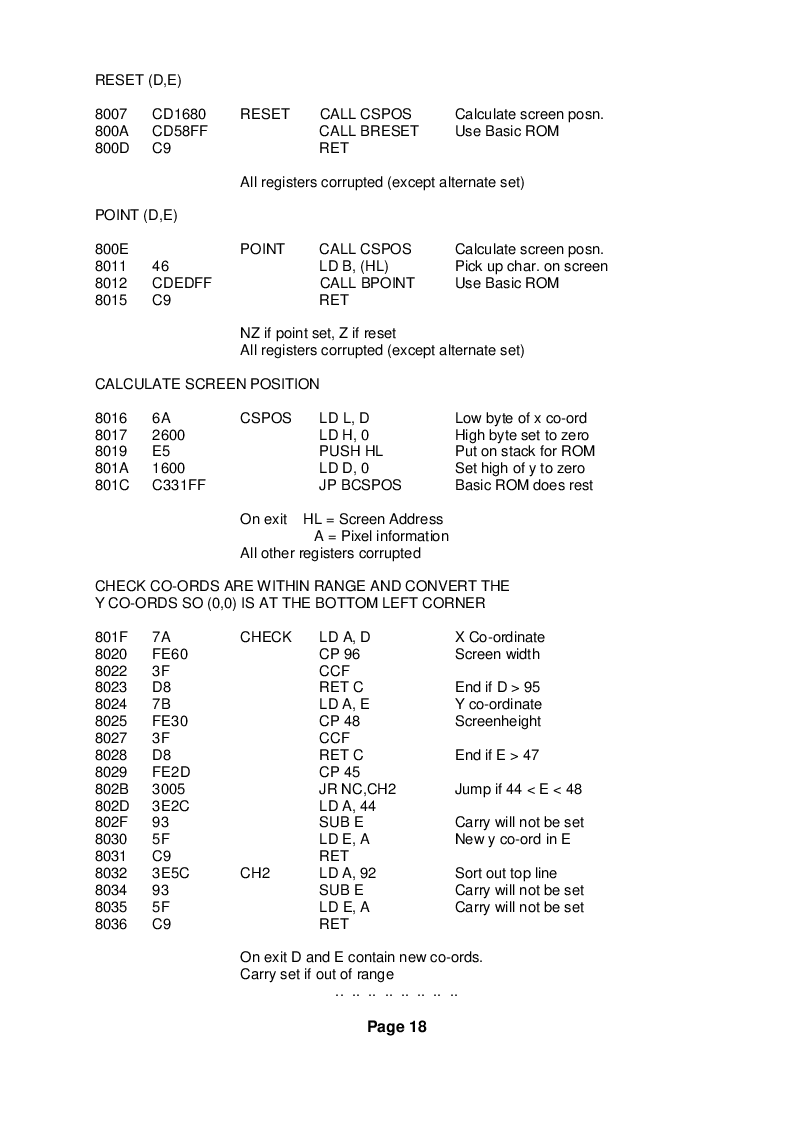 RESET (D,E)
8007 CD1680 RESET CALL CSPOS Calculate screen posn.
800A CD58FF CALL BRESET Use Basic ROM
800D C9 RET
All registers corrupted (except alternate set)
POINT (D,E)
800E POINT CALL CSPOS Calculate screen posn.
8011 46 LD B, (HL) Pick up char. on screen
8012 CDEDFF CALL BPOINT Use Basic ROM
8015 C9 RET
NZ if point set, Z if reset
All registers corrupted (except alternate set)
CALCULATE SCREEN POSITION
8016 6A CSPOS LD L, D Low byte of x co-ord
8017 2600 LD H, 0 High byte set to zero
8019 E5 PUSH HL Put on stack for ROM
801A 1600 LD D, 0 Set high of y to zero
801C C331FF JP BCSPOS Basic ROM does rest
On exit HL = Screen Address
A = Pixel information
All other registers corrupted
CHECK CO-ORDS ARE WITHIN RANGE AND CONVERT THE
Y CO-ORDS SO (0,0) IS AT THE BOTTOM LEFT CORNER
801F 7A CHECK LD A, D X Co-ordinate
8020 FE60 CP 96 Screen width
8022 3F CCF
8023 D8 RET C End if D > 95
8024 7B LD A, E Y co-ordinate
8025 FE30 CP 48 Screenheight
8027 3F CCF
8028 D8 RET C End if E > 47
8029 FE2D CP 45
802B 3005 JR NC,CH2 Jump if 44 < E < 48
802D 3E2C LD A, 44
802F 93 SUB E Carry will not be set
8030 5F LD E, A New y co-ord in E
8031 C9 RET
8032 3E5C CH2 LD A, 92 Sort out top line
8034 93 SUB E Carry will not be set
8035 5F LD E, A Carry will not be set
8036 C9 RET
On exit D and E contain new co-ords.
Carry set if out of range
.. .. .. .. .. .. .. ..
Page 18